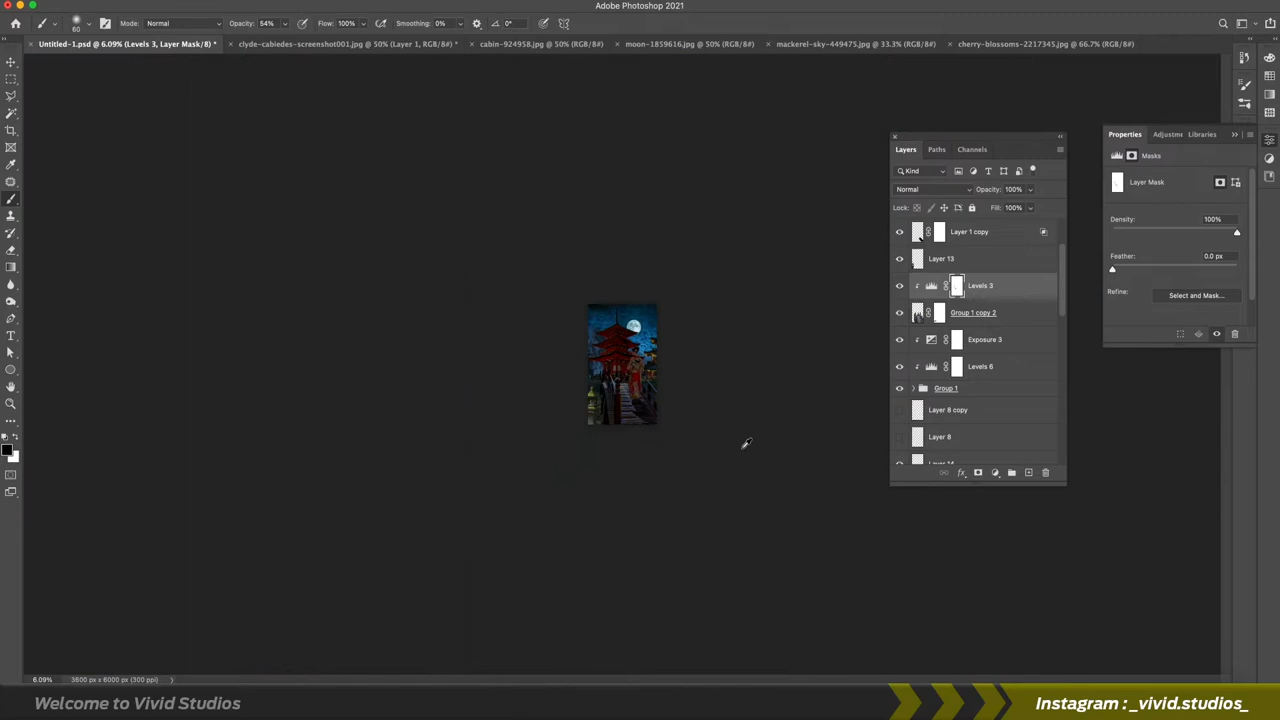 Adobe Photoshop 2021
60 Mode: Normal Opacity: 54% Flow: 100% Smoothing: 0% 0°
Untitled-1.psd @ 6.09% (Levels 3, Layer Mask/8) * clyde-cabiedes-screenshot001.jpg @ 50% (Layer 1, RGB/8#) * cabin-924958.jpg @ 50% (RGB/8#) moon-1859616.jpg @ 50% (RGB/8#) mackerel-sky-449475.jpg @ 33.3% (RGB/8#) cherry-blossoms-2217345.jpg @ 66.7% (RGB/8#)
Layers Paths Channels
Kind
Normal Opacity: 100%
Lock: Fill: 100%
Layer 1 copy
Layer 13
Levels 3
Group 1 copy 2
Exposure 3
Levels 6
Group 1
Layer 8 copy
Layer 8
Layer 14
fx
Properties Adjustme Libraries
Masks
Layer Mask
Density: 100%
Feather: 0.0 px
Refine: Select and Mask...
6.09% 3600 px x 6000 px (300 ppi)
Welcome to Vivid Studios
Instagram : _vivid.studios_